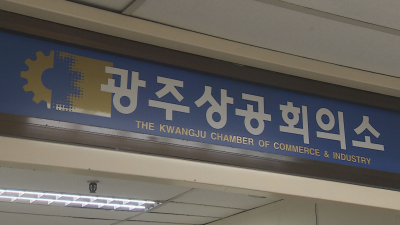 광주상공회의소
THE KWANGJU CHAMBER OF COMMERCE & INDUSTRY